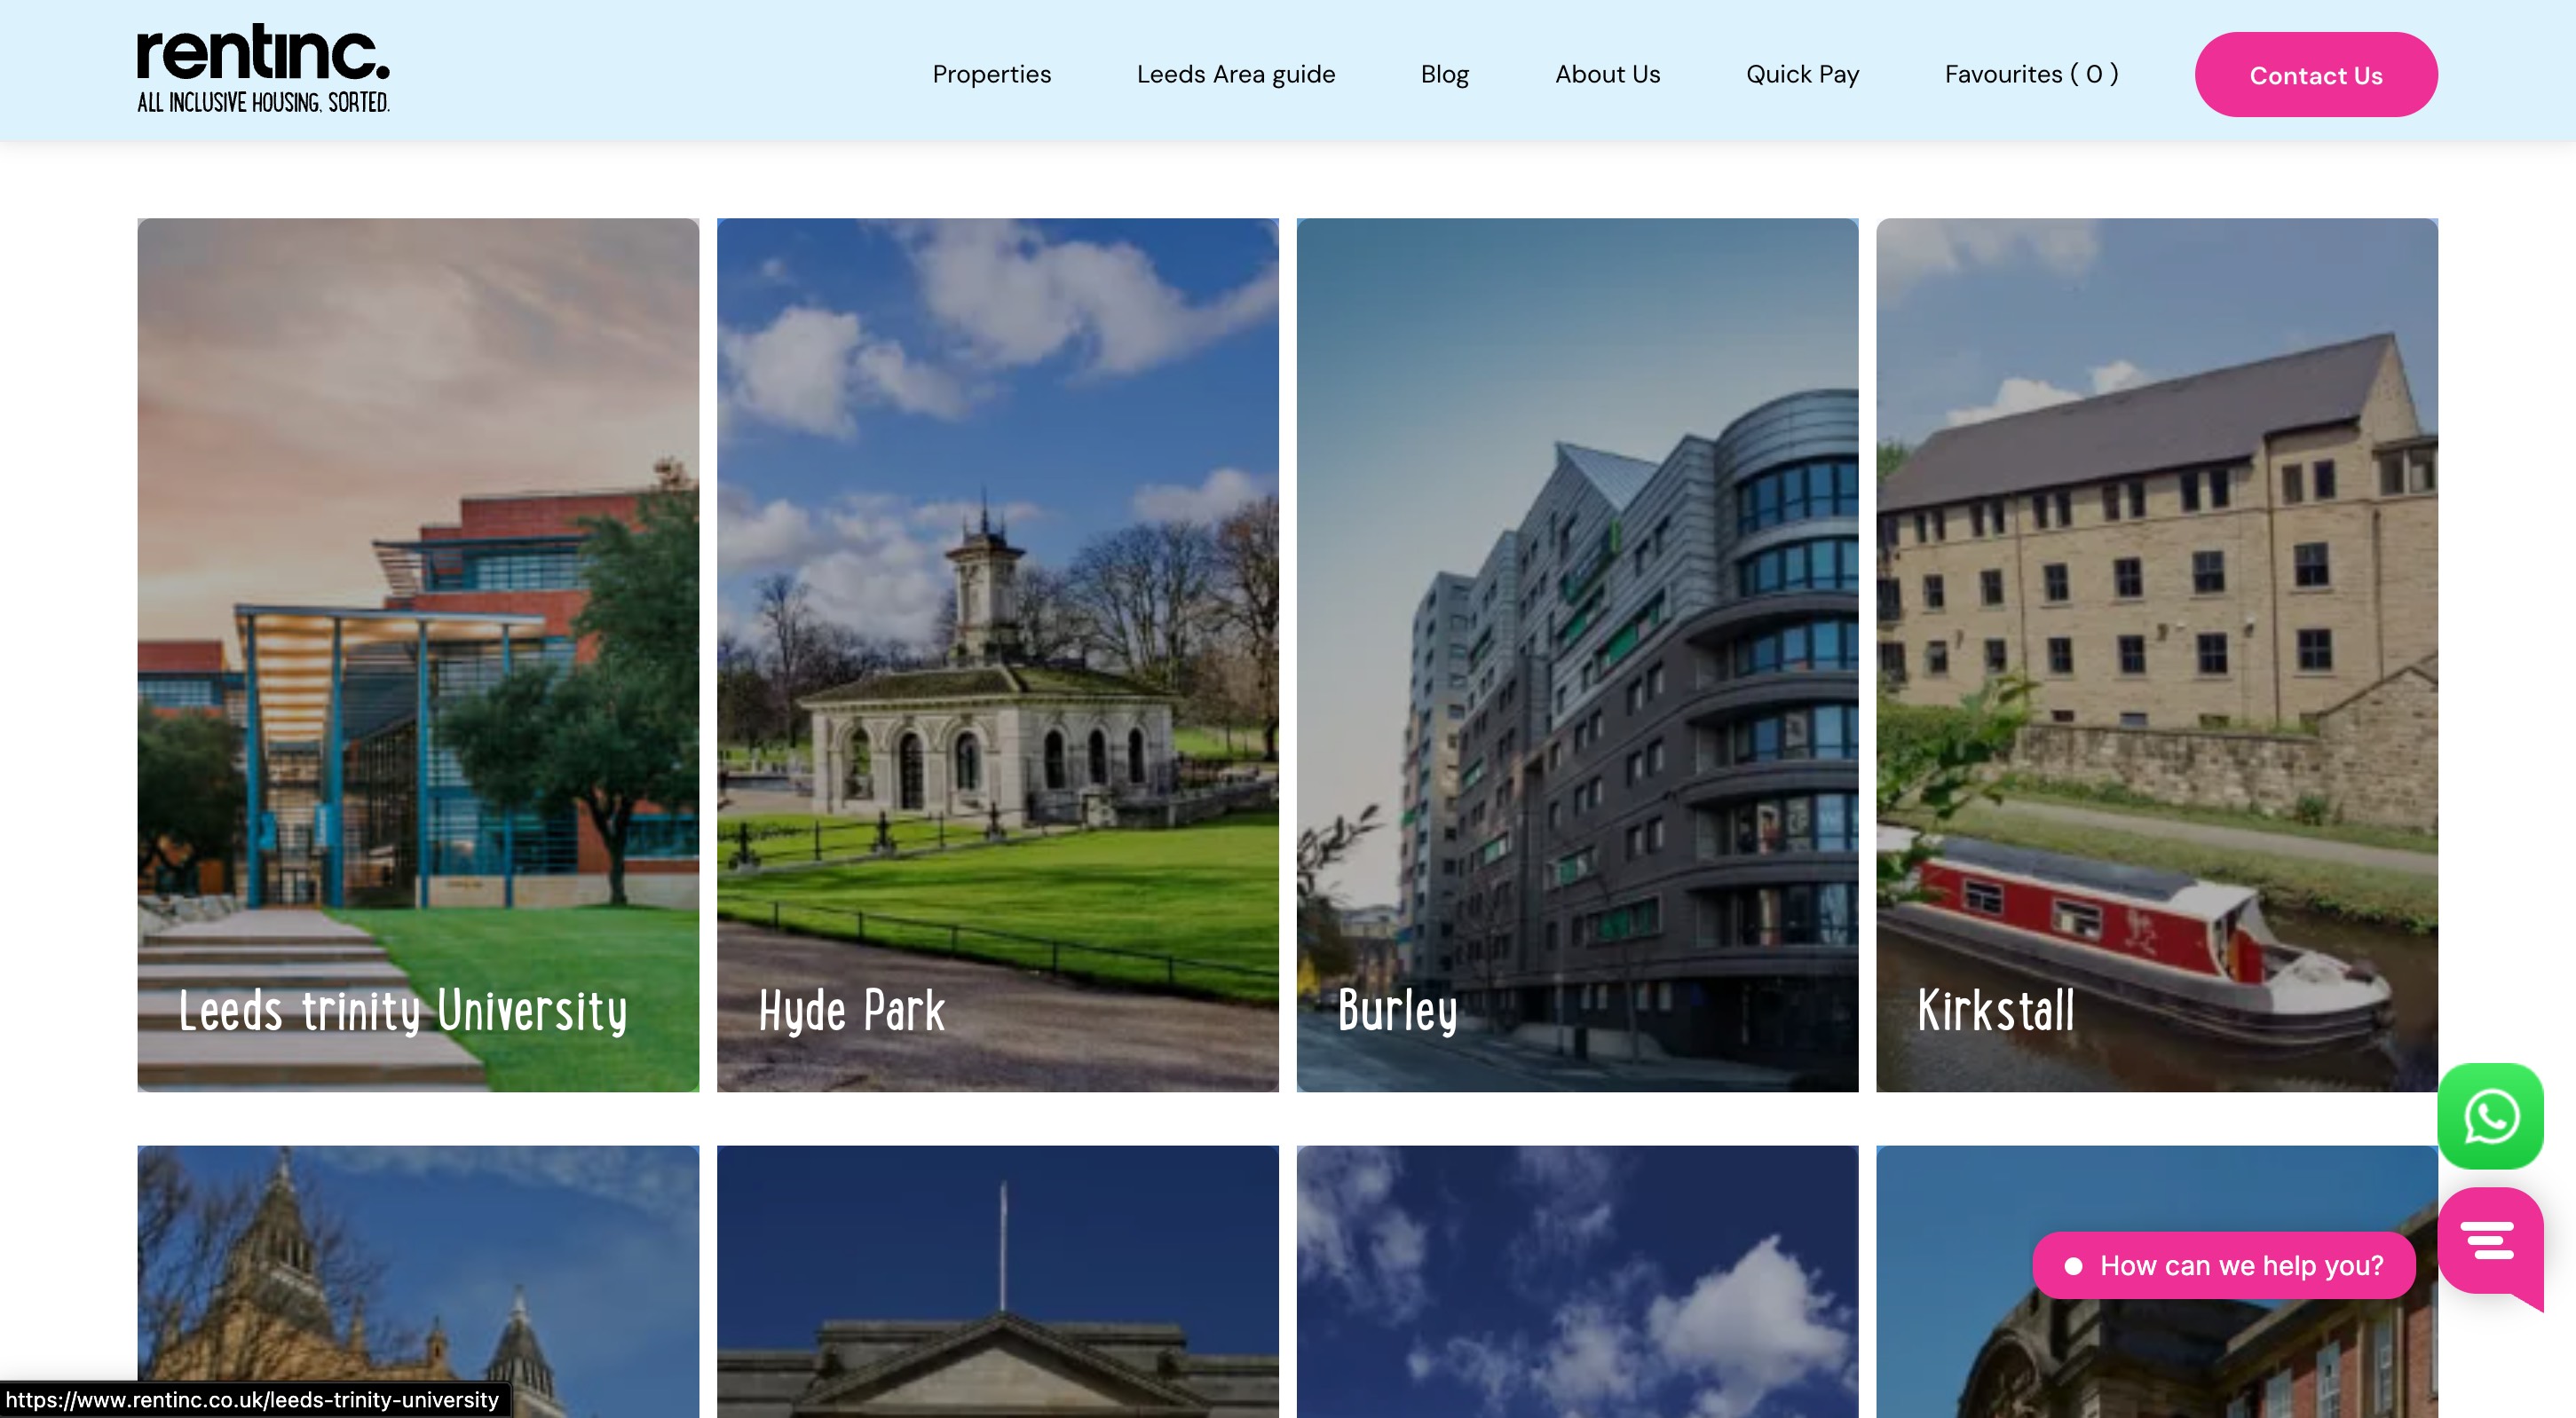 rentinc.
ALL INCLUSIVE HOUSING. SORTED.
Properties
Leeds Area guide
Blog
About Us
Quick Pay
Favourites ( 0 )
Contact Us
Leeds trinity University
Hyde Park
Burley
Kirkstall
How can we help you?
https://www.rentinc.co.uk/leeds-trinity-university